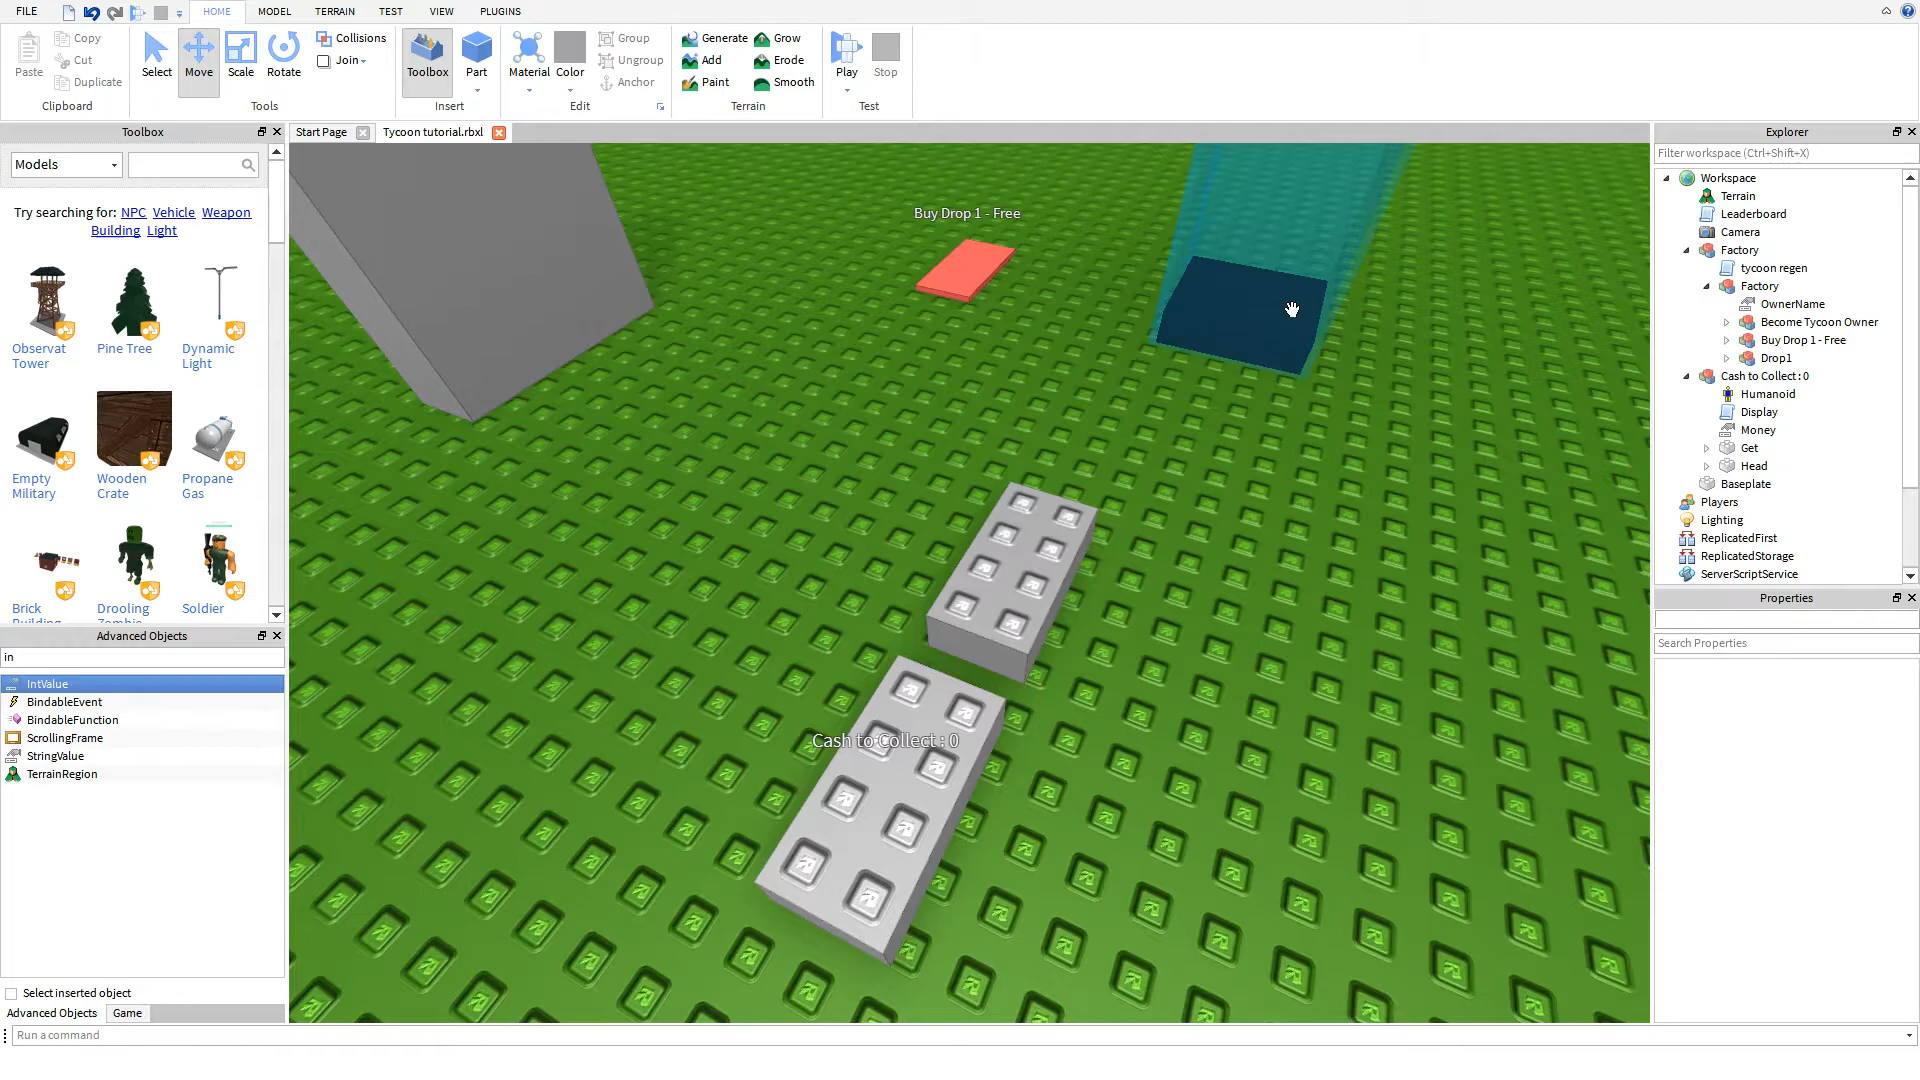 FILE
HOME
MODEL
TERRAIN
TEST
VIEW
PLUGINS
Paste
Copy
Cut
Duplicate
Clipboard
Select
Move
Scale
Rotate
Collisions
Join
Tools
Toolbox
Part
Insert
Material
Color
Group
Ungroup
Anchor
Edit
Generate
Add
Paint
Grow
Erode
Smooth
Terrain
Play
Stop
Test
Toolbox
Models
Try searching for: NPC Vehicle Weapon
Building Light
Observat
Tower
Pine Tree
Dynamic
Light
Empty
Military
Wooden
Crate
Propane
Gas
Brick
Drooling
Soldier
Advanced Objects
in
IntValue
BindableEvent
BindableFunction
ScrollingFrame
StringValue
TerrainRegion
Select inserted object
Advanced Objects
Game
Run a command
Start Page
Tycoon tutorial.rbxl
Buy Drop 1 - Free
Cash to Collect : 0
Explorer
Filter workspace (Ctrl+Shift+X)
Workspace
Terrain
Leaderboard
Camera
Factory
tycoon regen
Factory
OwnerName
Become Tycoon Owner
Buy Drop 1 - Free
Drop1
Cash to Collect : 0
Humanoid
Display
Money
Get
Head
Baseplate
Players
Lighting
ReplicatedFirst
ReplicatedStorage
ServerScriptService
Properties
Search Properties